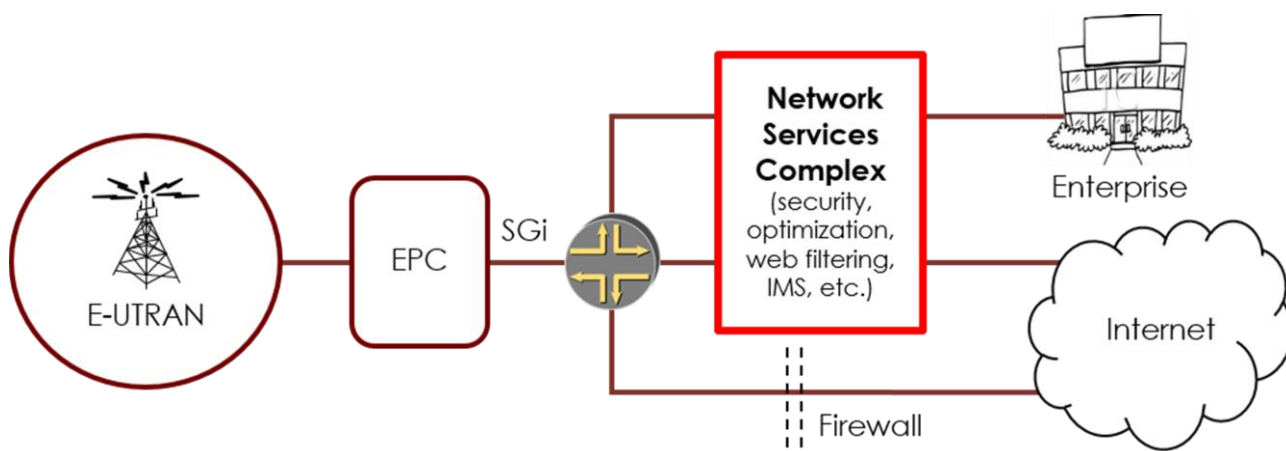 E-UTRAN
EPC
SGi
Network
Services
Complex
(security,
optimization,
web filtering,
IMS, etc.)
Enterprise
Internet
Firewall